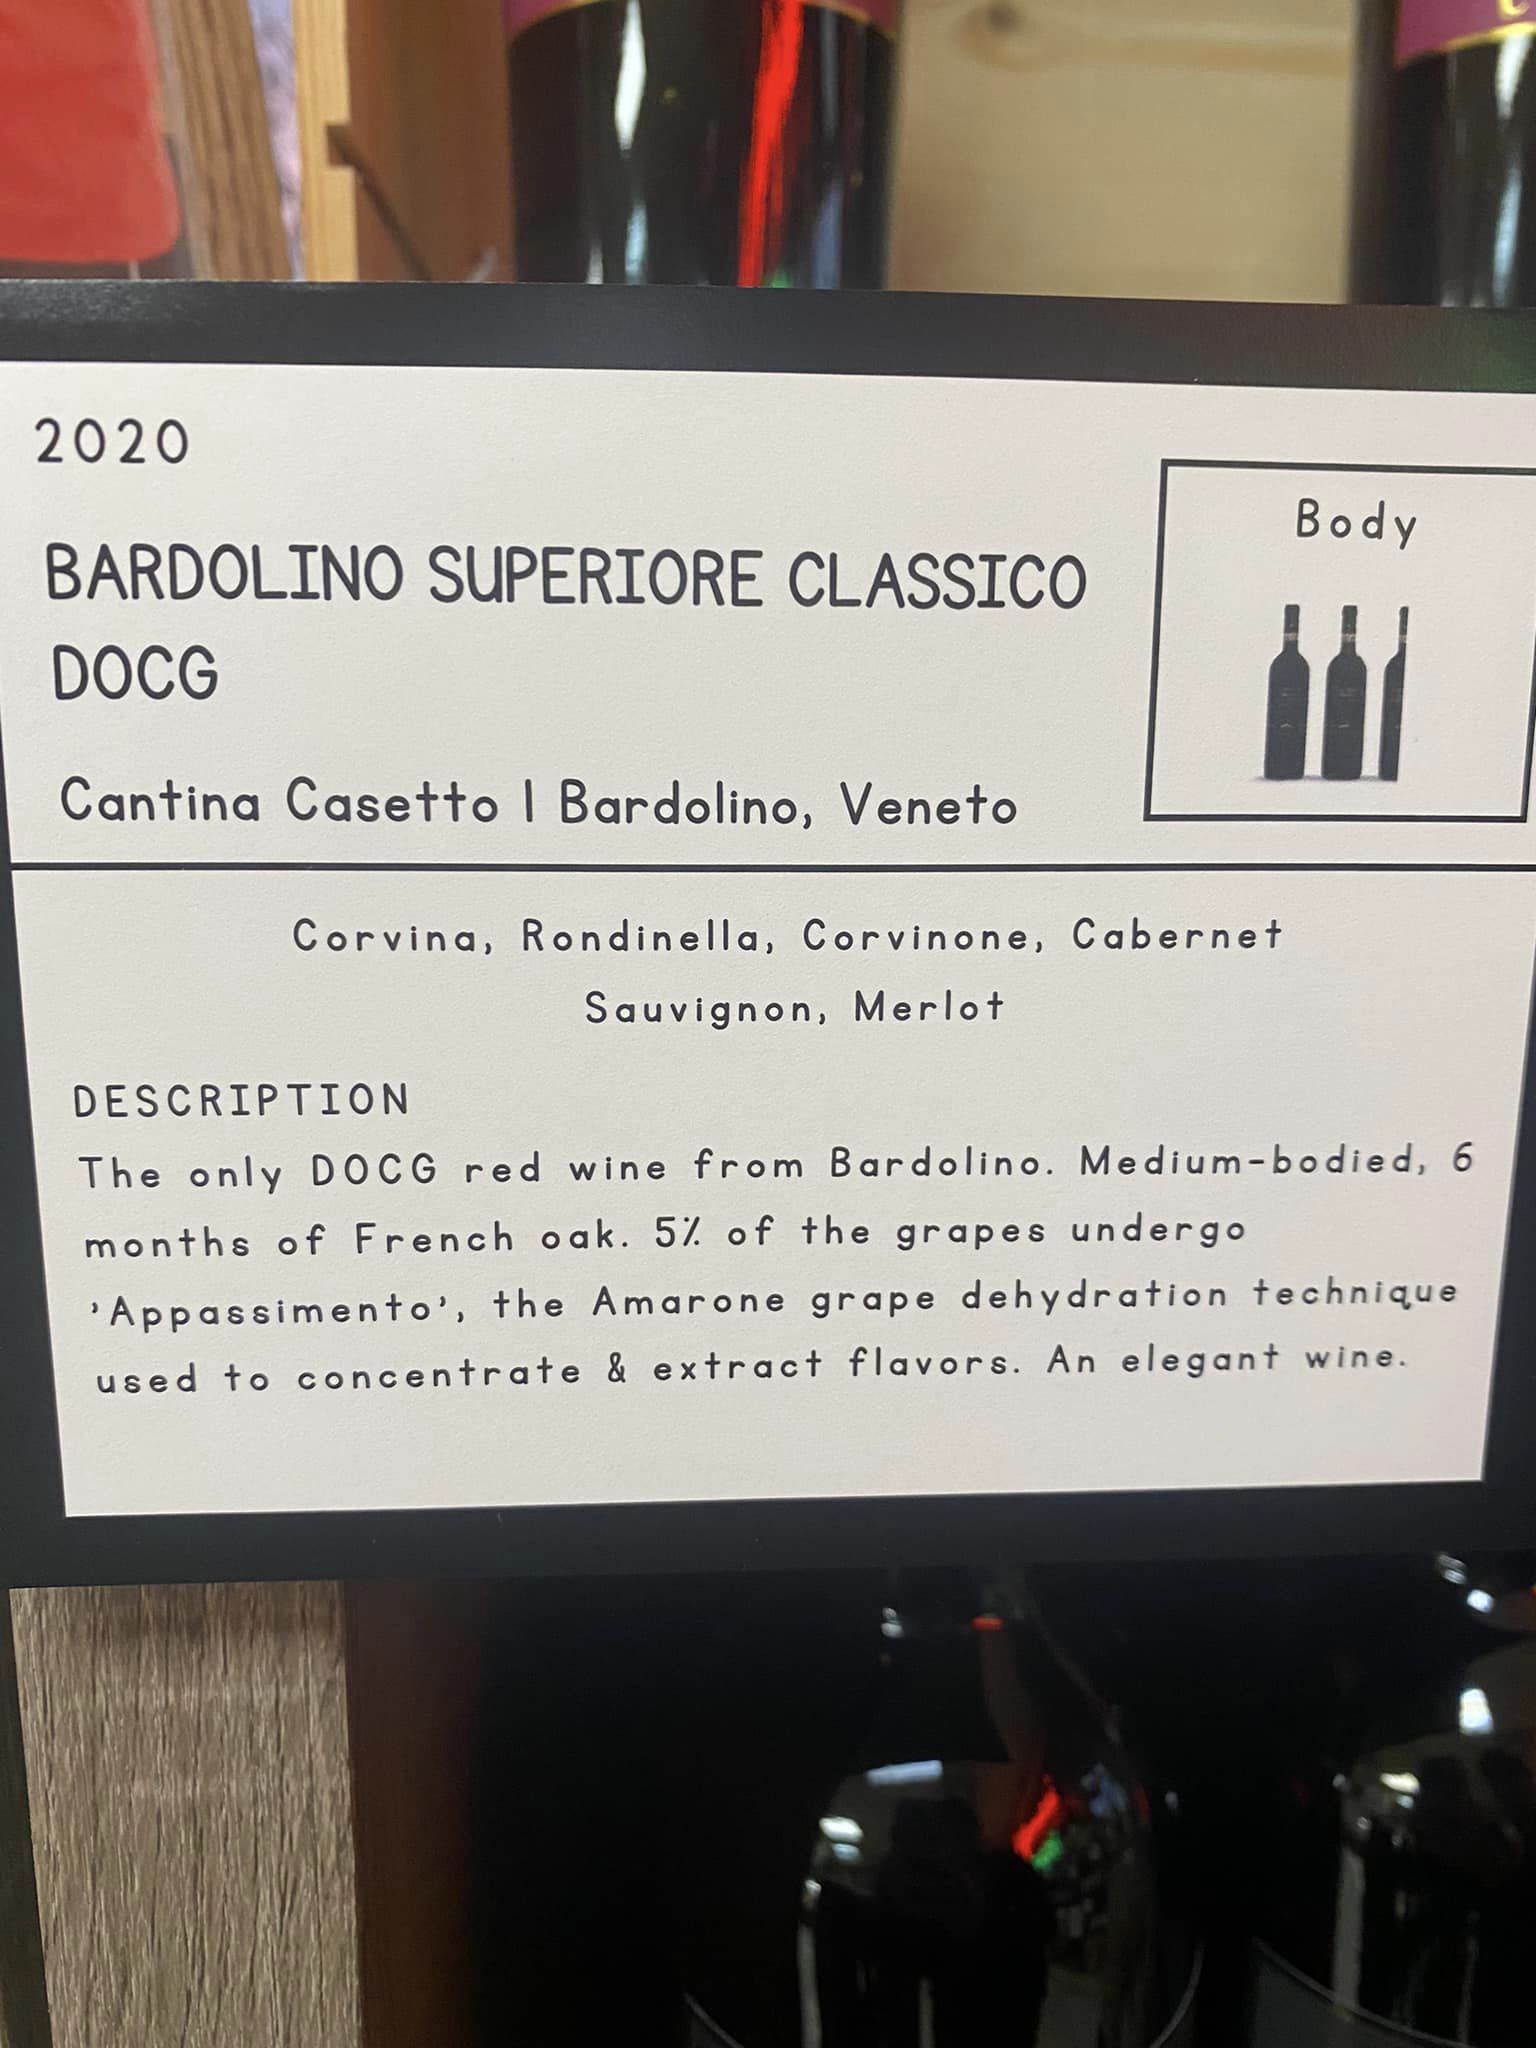 2020
BARDOLINO SUPERIORE CLASSICO
DOCG
Cantina Casetto | Bardolino, Veneto
Body
Corvina, Rondinella, Corvinone, Cabernet
Sauvignon, Merlot
DESCRIPTION
The only DOCG red wine from Bardolino. Medium-bodied, 6
months of French oak. 5% of the grapes undergo
'Appassimento', the Amarone grape dehydration technique
used to concentrate & extract flavors. An elegant wine.